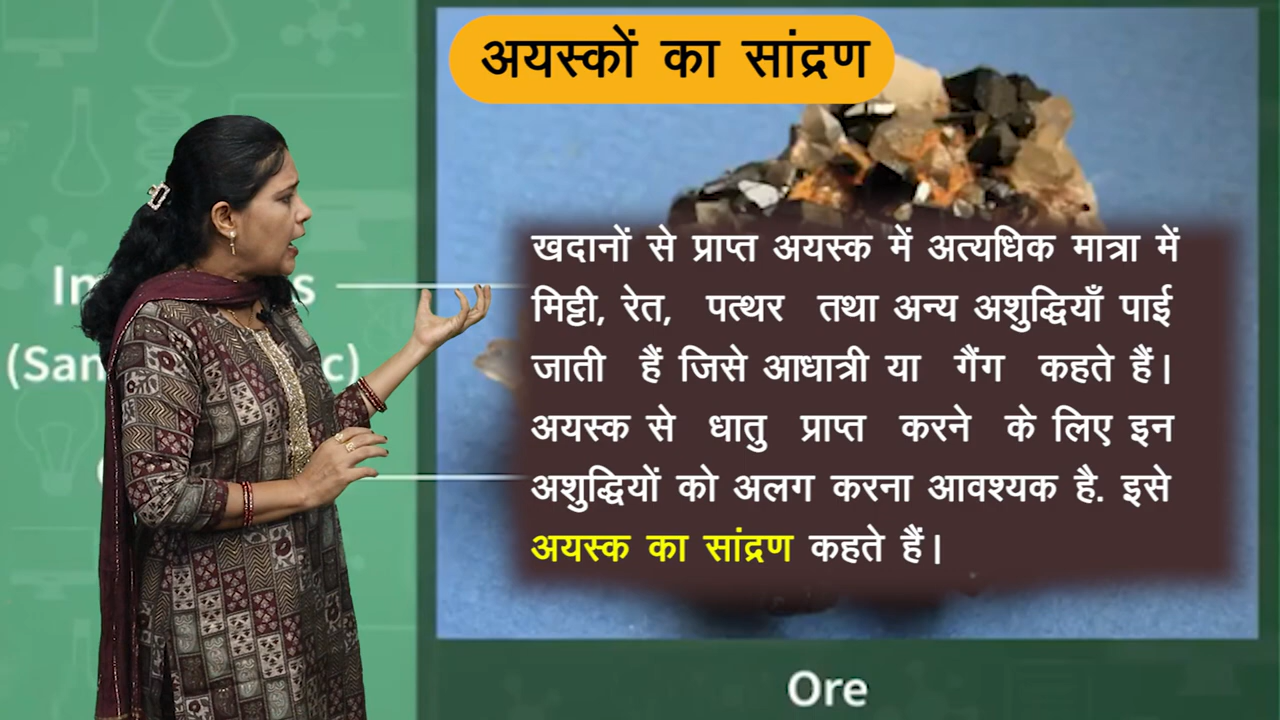 अयस्कों का सांद्रण
खदानों से प्राप्त अयस्क में अत्यधिक मात्रा में
मिट्टी, रेत, पत्थर तथा अन्य अशुद्धियाँ पाई
जाती हैं जिसे आधात्री या गैंग कहते हैं।
अयस्क से धातु प्राप्त करने के लिए इन
अशुद्धियों को अलग करना आवश्यक है. इसे
अयस्क का सांद्रण कहते हैं।
Ore